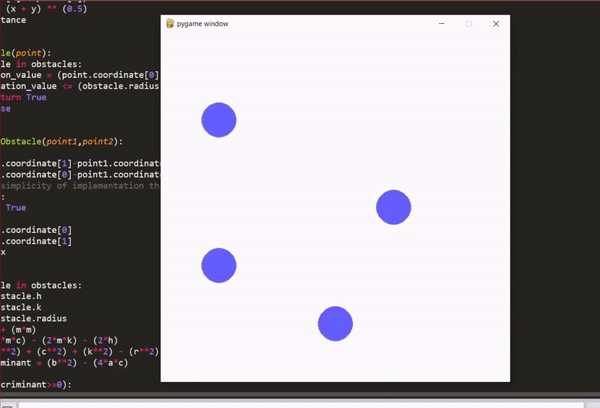 (x + y) ** (0.5)
tance
pygame window
le(point):
le in obstacles:
on_value = (point.coordinate[0]
ation_value <= (obstacle.radius
turn True
se
Obstacle(point1,point2):
.coordinate[1]-point1.coordinate
.coordinate[0]-point1.coordinate
simplicity of implementation th
:
True
.coordinate[0]
.coordinate[1]
x
le in obstacles:
stacle.h
stacle.k
stacle.radius
+ (m*m)
*m*c) - (2*m*k) - (2*h)
**2) + (c**2) + (k**2) - (r**2)
minant = (b**2) - (4*a*c)
criminant>=0):